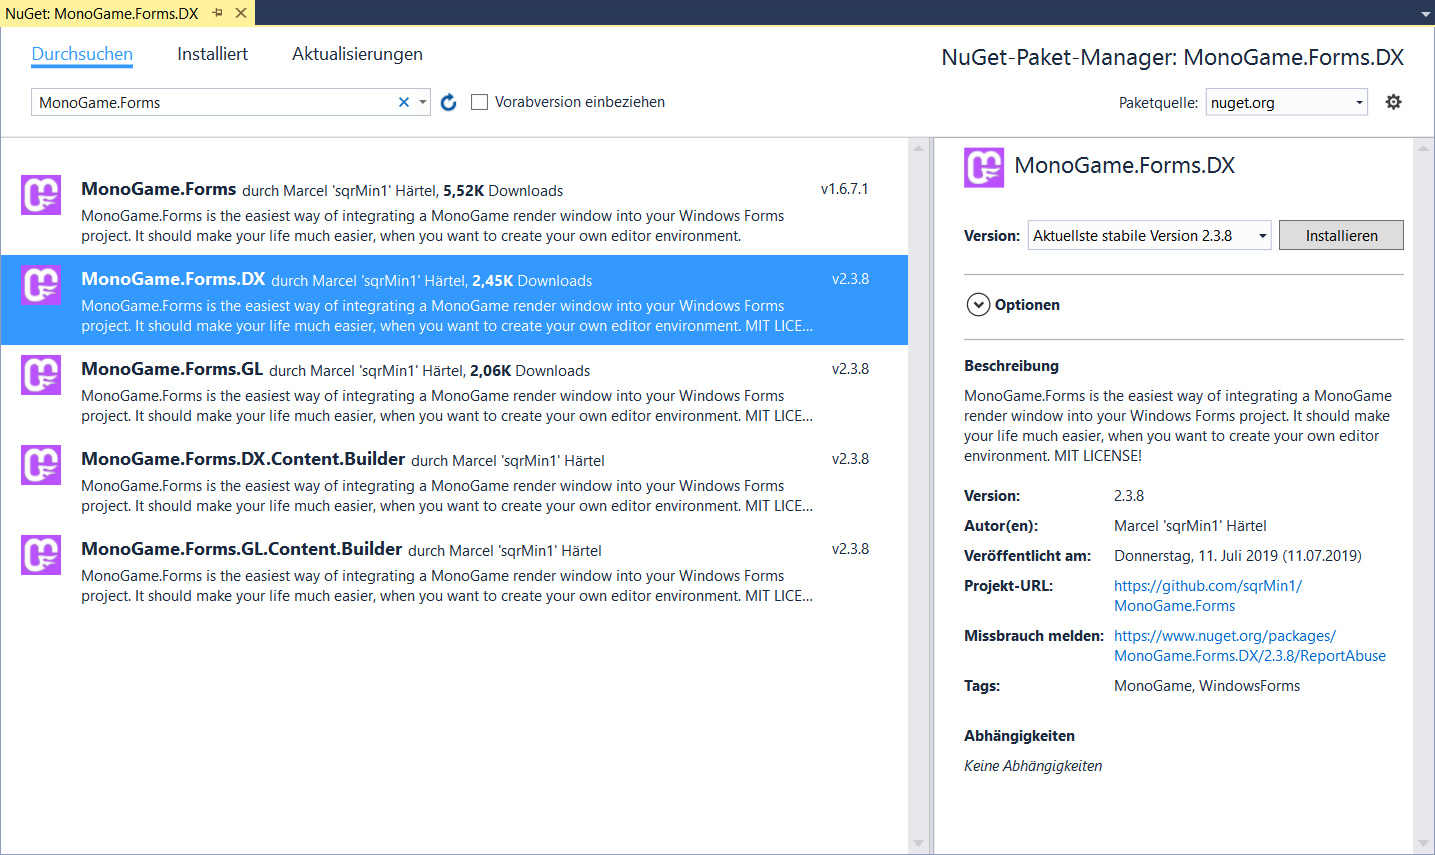 NuGet: MonoGame.Forms.DX
Durchsuchen Installiert Aktualisierungen
NuGet-Paket-Manager: MonoGame.Forms.DX
MonoGame.Forms
Vorabversion einbeziehen
Paketquelle: nuget.org
MonoGame.Forms durch Marcel 'sqrMin1' Härtel, 5,52K Downloads v1.6.7.1
MonoGame.Forms is the easiest way of integrating a MonoGame render window into your Windows Forms
project. It should make your life much easier, when you want to create your own editor environment.
MonoGame.Forms.DX durch Marcel 'sqrMin1' Härtel, 2,45K Downloads v2.3.8
MonoGame.Forms is the easiest way of integrating a MonoGame render window into your Windows Forms
project. It should make your life much easier, when you want to create your own editor environment. MIT LICE...
MonoGame.Forms.GL durch Marcel 'sqrMin1' Härtel, 2,06K Downloads v2.3.8
MonoGame.Forms is the easiest way of integrating a MonoGame render window into your Windows Forms
project. It should make your life much easier, when you want to create your own editor environment. MIT LICE...
MonoGame.Forms.DX.Content.Builder durch Marcel 'sqrMin1' Härtel v2.3.8
MonoGame.Forms is the easiest way of integrating a MonoGame render window into your Windows Forms
project. It should make your life much easier, when you want to create your own editor environment. MIT LICE...
MonoGame.Forms.GL.Content.Builder durch Marcel 'sqrMin1' Härtel v2.3.8
MonoGame.Forms is the easiest way of integrating a MonoGame render window into your Windows Forms
project. It should make your life much easier, when you want to create your own editor environment. MIT LICE...
MonoGame.Forms.DX
Version: Aktuellste stabile Version 2.3.8 Installieren
Optionen
Beschreibung
MonoGame.Forms is the easiest way of integrating a MonoGame
render window into your Windows Forms project. It should make
your life much easier, when you want to create your own editor
environment. MIT LICENSE!
Version: 2.3.8
Autor(en): Marcel 'sqrMin1' Härtel
Veröffentlicht am: Donnerstag, 11. Juli 2019 (11.07.2019)
Projekt-URL: https://github.com/sqrMin1/
MonoGame.Forms
Missbrauch melden: https://www.nuget.org/packages/
MonoGame.Forms.DX/2.3.8/ReportAbuse
Tags: MonoGame, WindowsForms
Abhängigkeiten
Keine Abhängigkeiten